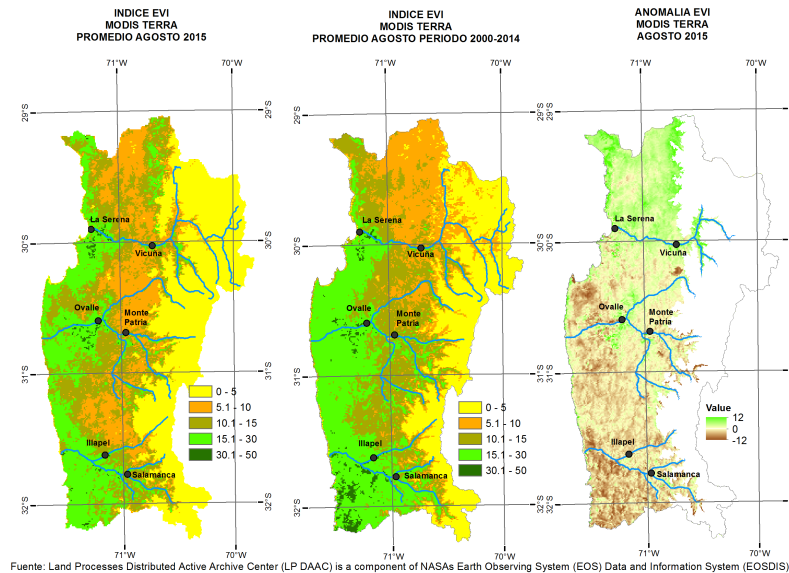 INDICE EVI
MODIS TERRA
PROMEDIO AGOSTO 2015
71°W
70°W
29°S
29°S
La Serena
30°S
30°S
Vicuña
Ovalle
Monte
Patria
31°S
31°S
0 - 5
5.1 - 10
10.1 - 15
15.1 - 30
30.1 - 50
Illapel
Salamanca
32°S
32°S
71°W
70°W
INDICE EVI
MODIS TERRA
PROMEDIO AGOSTO PERIODO 2000-2014
71°W
70°W
29°S
29°S
La Serena
30°S
30°S
Vicuña
Ovalle
Monte
Patria
31°S
31°S
0 - 5
5.1 - 10
10.1 - 15
15.1 - 30
30.1 - 50
Illapel
Salamanca
32°S
32°S
71°W
70°W
ANOMALIA EVI
MODIS TERRA
AGOSTO 2015
71°W
70°W
29°S
La Serena
30°S
Vicuña
Ovalle
Monte
Patria
31°S
Value
12
0
-12
Illapel
Salamanca
32°S
71°W
70°W
Fuente: Land Processes Distributed Active Archive Center (LP DAAC) is a component of NASAs Earth Observing System (EOS) Data and Information System (EOSDIS)